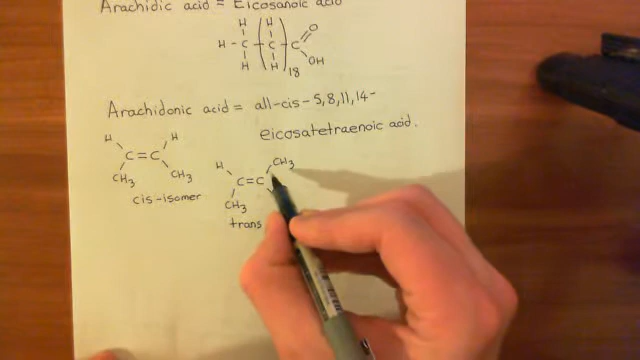 Arachidic acid = Eicosanoic acid
H H
H - C - ( C ) - C O
H H OH
18
Arachidonic acid = all-cis-5,8,11,14-
eicosatetraenoic acid.
H H
C = C
CH3 CH3
cis-isomer
H CH3
C = C
CH3
trans